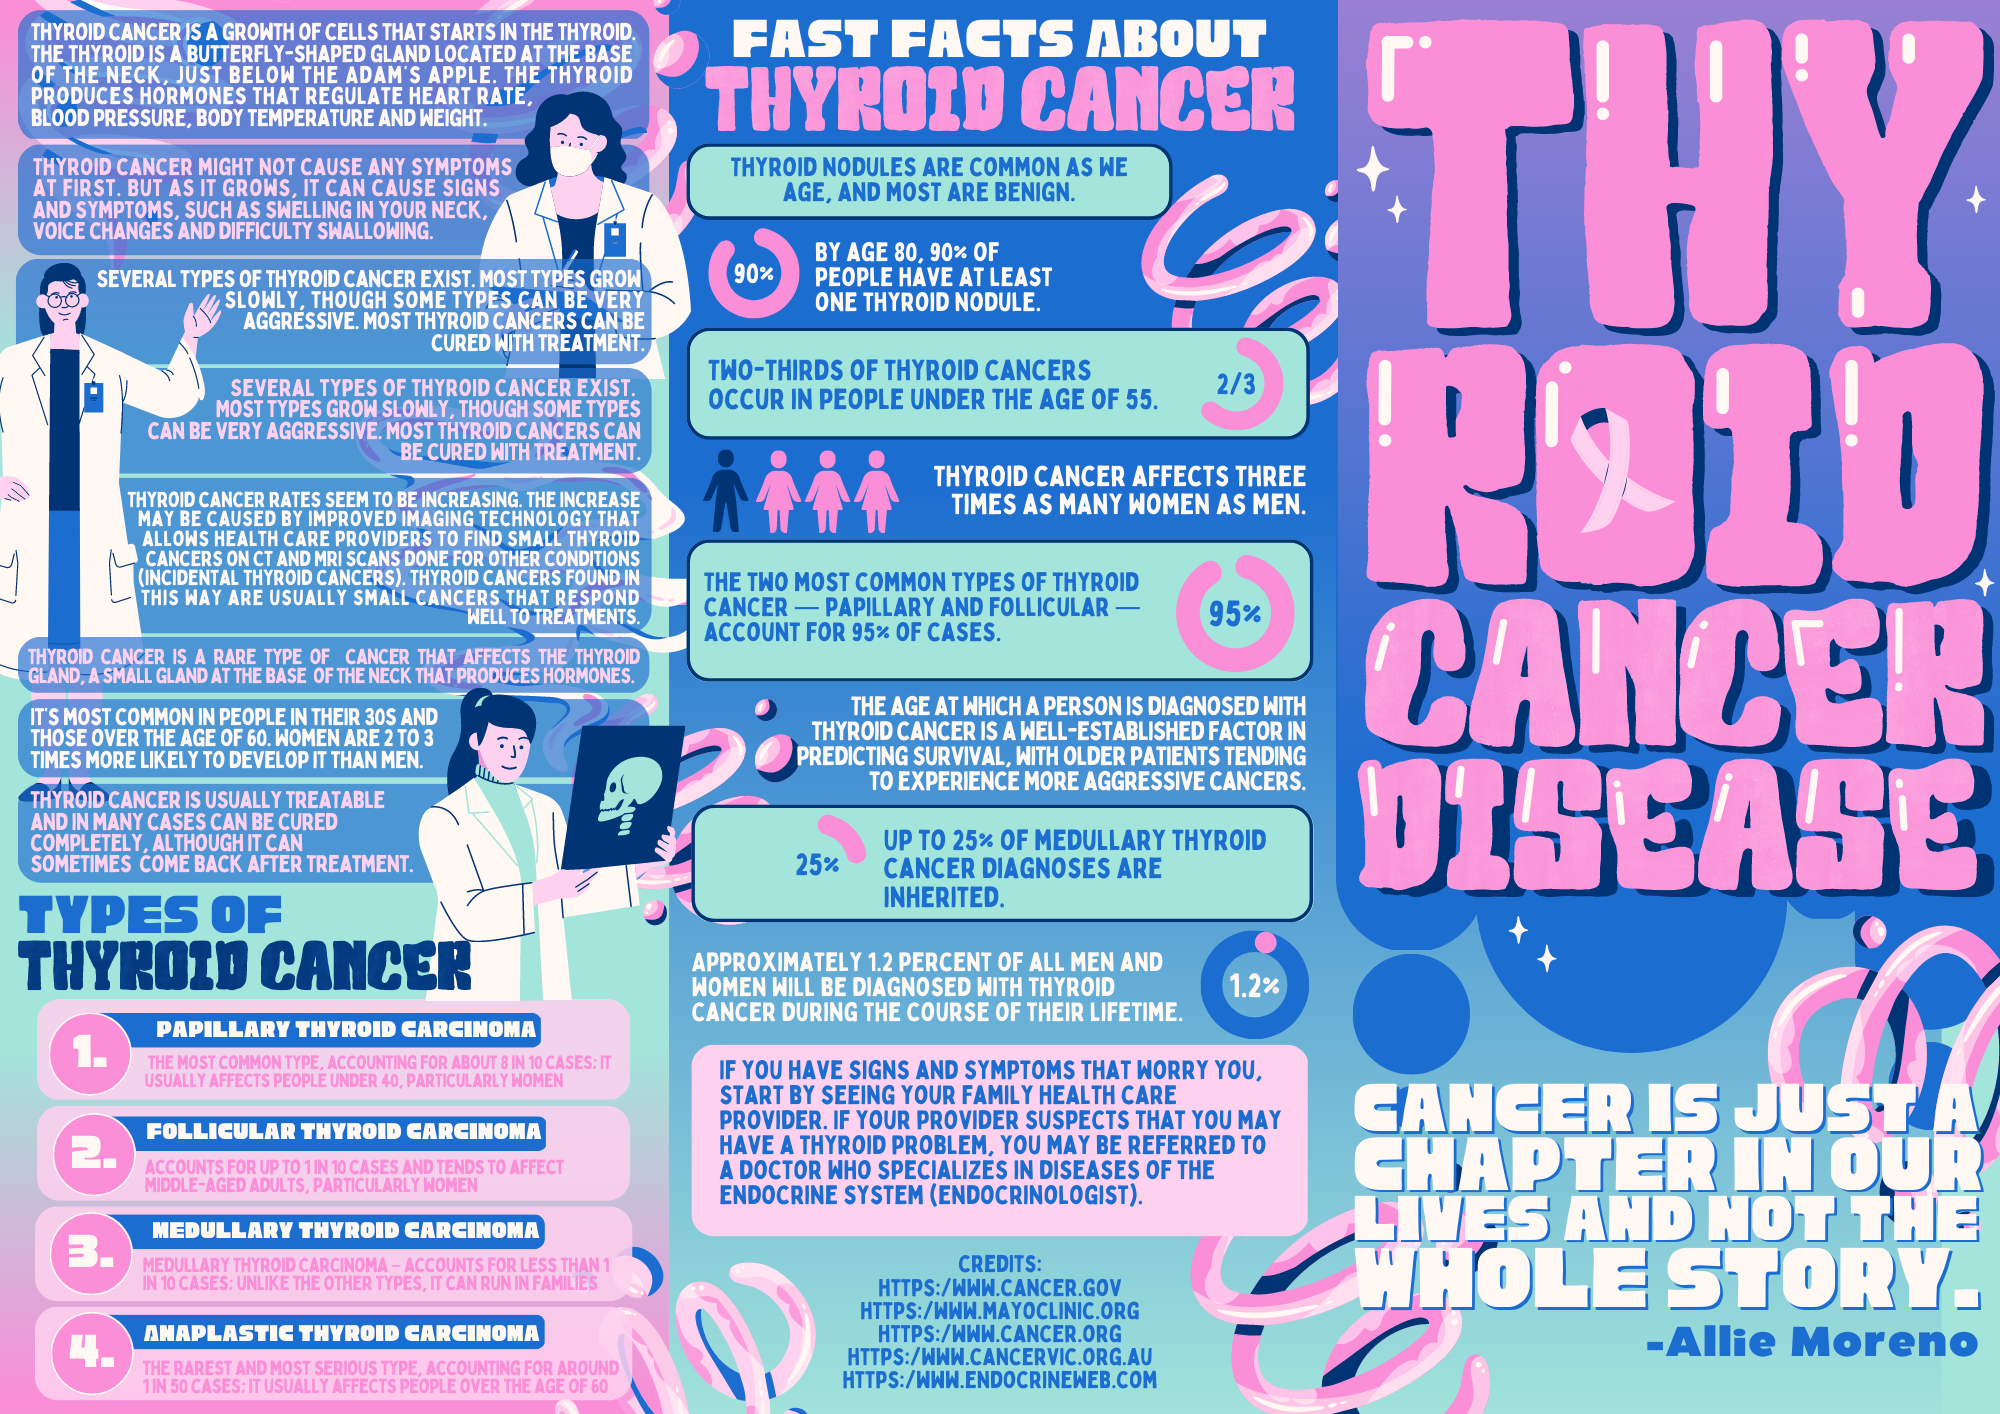 THYROID CANCER IS A GROWTH OF CELLS THAT STARTS IN THE THYROID.
THE THYROID IS A BUTTERFLY-SHAPED GLAND LOCATED AT THE BASE
OF THE NECK, JUST BELOW THE ADAM'S APPLE. THE THYROID
PRODUCES HORMONES THAT REGULATE HEART RATE,
BLOOD PRESSURE, BODY TEMPERATURE AND WEIGHT.
THYROID CANCER MIGHT NOT CAUSE ANY SYMPTOMS
AT FIRST. BUT AS IT GROWS, IT CAN CAUSE SIGNS
AND SYMPTOMS, SUCH AS SWELLING IN YOUR NECK,
VOICE CHANGES AND DIFFICULTY SWALLOWING.
SEVERAL TYPES OF THYROID CANCER EXIST. MOST TYPES GROW
SLOWLY, THOUGH SOME TYPES CAN BE VERY
AGGRESSIVE. MOST THYROID CANCERS CAN BE
CURED WITH TREATMENT.
SEVERAL TYPES OF THYROID CANCER EXIST.
MOST TYPES GROW SLOWLY, THOUGH SOME TYPES
CAN BE VERY AGGRESSIVE. MOST THYROID CANCERS CAN
BE CURED WITH TREATMENT.
THYROID CANCER RATES SEEM TO BE INCREASING. THE INCREASE
MAY BE CAUSED BY IMPROVED IMAGING TECHNOLOGY THAT
ALLOWS HEALTH CARE PROVIDERS TO FIND SMALL THYROID
CANCERS ON CT AND MRI SCANS DONE FOR OTHER CONDITIONS
(INCIDENTAL THYROID CANCERS). THYROID CANCERS FOUND IN
THIS WAY ARE USUALLY SMALL CANCERS THAT RESPOND
WELL TO TREATMENTS.
THYROID CANCER IS A RARE TYPE OF CANCER THAT AFFECTS THE THYROID
GLAND, A SMALL GLAND AT THE BASE OF THE NECK THAT PRODUCES HORMONES.
IT'S MOST COMMON IN PEOPLE IN THEIR 30S AND
THOSE OVER THE AGE OF 60. WOMEN ARE 2 TO 3
TIMES MORE LIKELY TO DEVELOP IT THAN MEN.
THYROID CANCER IS USUALLY TREATABLE
AND IN MANY CASES CAN BE CURED
COMPLETELY, ALTHOUGH IT CAN
SOMETIMES COME BACK AFTER TREATMENT.
TYPES OF
THYROID CANCER
1.
PAPILLARY THYROID CARCINOMA
THE MOST COMMON TYPE, ACCOUNTING FOR ABOUT 8 IN 10 CASES: IT
USUALLY AFFECTS PEOPLE UNDER 40, PARTICULARLY WOMEN
2.
FOLLICULAR THYROID CARCINOMA
ACCOUNTS FOR UP TO 1 IN 10 CASES AND TENDS TO AFFECT
MIDDLE-AGED ADULTS, PARTICULARLY WOMEN
3.
MEDULLARY THYROID CARCINOMA
MEDULLARY THYROID CARCINOMA – ACCOUNTS FOR LESS THAN 1
IN 10 CASES: UNLIKE THE OTHER TYPES, IT CAN RUN IN FAMILIES
4.
ANAPLASTIC THYROID CARCINOMA
THE RAREST AND MOST SERIOUS TYPE, ACCOUNTING FOR AROUND
1 IN 50 CASES: IT USUALLY AFFECTS PEOPLE OVER THE AGE OF 60
FAST FACTS ABOUT
THYROID CANCER
THYROID NODULES ARE COMMON AS WE
AGE, AND MOST ARE BENIGN.
90%
BY AGE 80, 90% OF
PEOPLE HAVE AT LEAST
ONE THYROID NODULE.
TWO-THIRDS OF THYROID CANCERS
OCCUR IN PEOPLE UNDER THE AGE OF 55.
2/3
THYROID CANCER AFFECTS THREE
TIMES AS MANY WOMEN AS MEN.
THE TWO MOST COMMON TYPES OF THYROID
CANCER — PAPILLARY AND FOLLICULAR —
ACCOUNT FOR 95% OF CASES.
95%
THE AGE AT WHICH A PERSON IS DIAGNOSED WITH
THYROID CANCER IS A WELL-ESTABLISHED FACTOR IN
PREDICTING SURVIVAL, WITH OLDER PATIENTS TENDING
TO EXPERIENCE MORE AGGRESSIVE CANCERS.
25%
UP TO 25% OF MEDULLARY THYROID
CANCER DIAGNOSES ARE
INHERITED.
APPROXIMATELY 1.2 PERCENT OF ALL MEN AND
WOMEN WILL BE DIAGNOSED WITH THYROID
CANCER DURING THE COURSE OF THEIR LIFETIME.
1.2%
IF YOU HAVE SIGNS AND SYMPTOMS THAT WORRY YOU,
START BY SEEING YOUR FAMILY HEALTH CARE
PROVIDER. IF YOUR PROVIDER SUSPECTS THAT YOU MAY
HAVE A THYROID PROBLEM, YOU MAY BE REFERRED TO
A DOCTOR WHO SPECIALIZES IN DISEASES OF THE
ENDOCRINE SYSTEM (ENDOCRINOLOGIST).
CREDITS:
HTTPS:/WWW.CANCER.GOV
HTTPS:/WWW.MAYOCLINIC.ORG
HTTPS:/WWW.CANCER.ORG
HTTPS:/WWW.CANCERVIC.ORG.AU
HTTPS:/WWW.ENDOCRINEWEB.COM
THY
ROID
CANCER
DISEASE
CANCER IS JUST A
CHAPTER IN OUR
LIVES AND NOT THE
WHOLE STORY.
-Allie Moreno